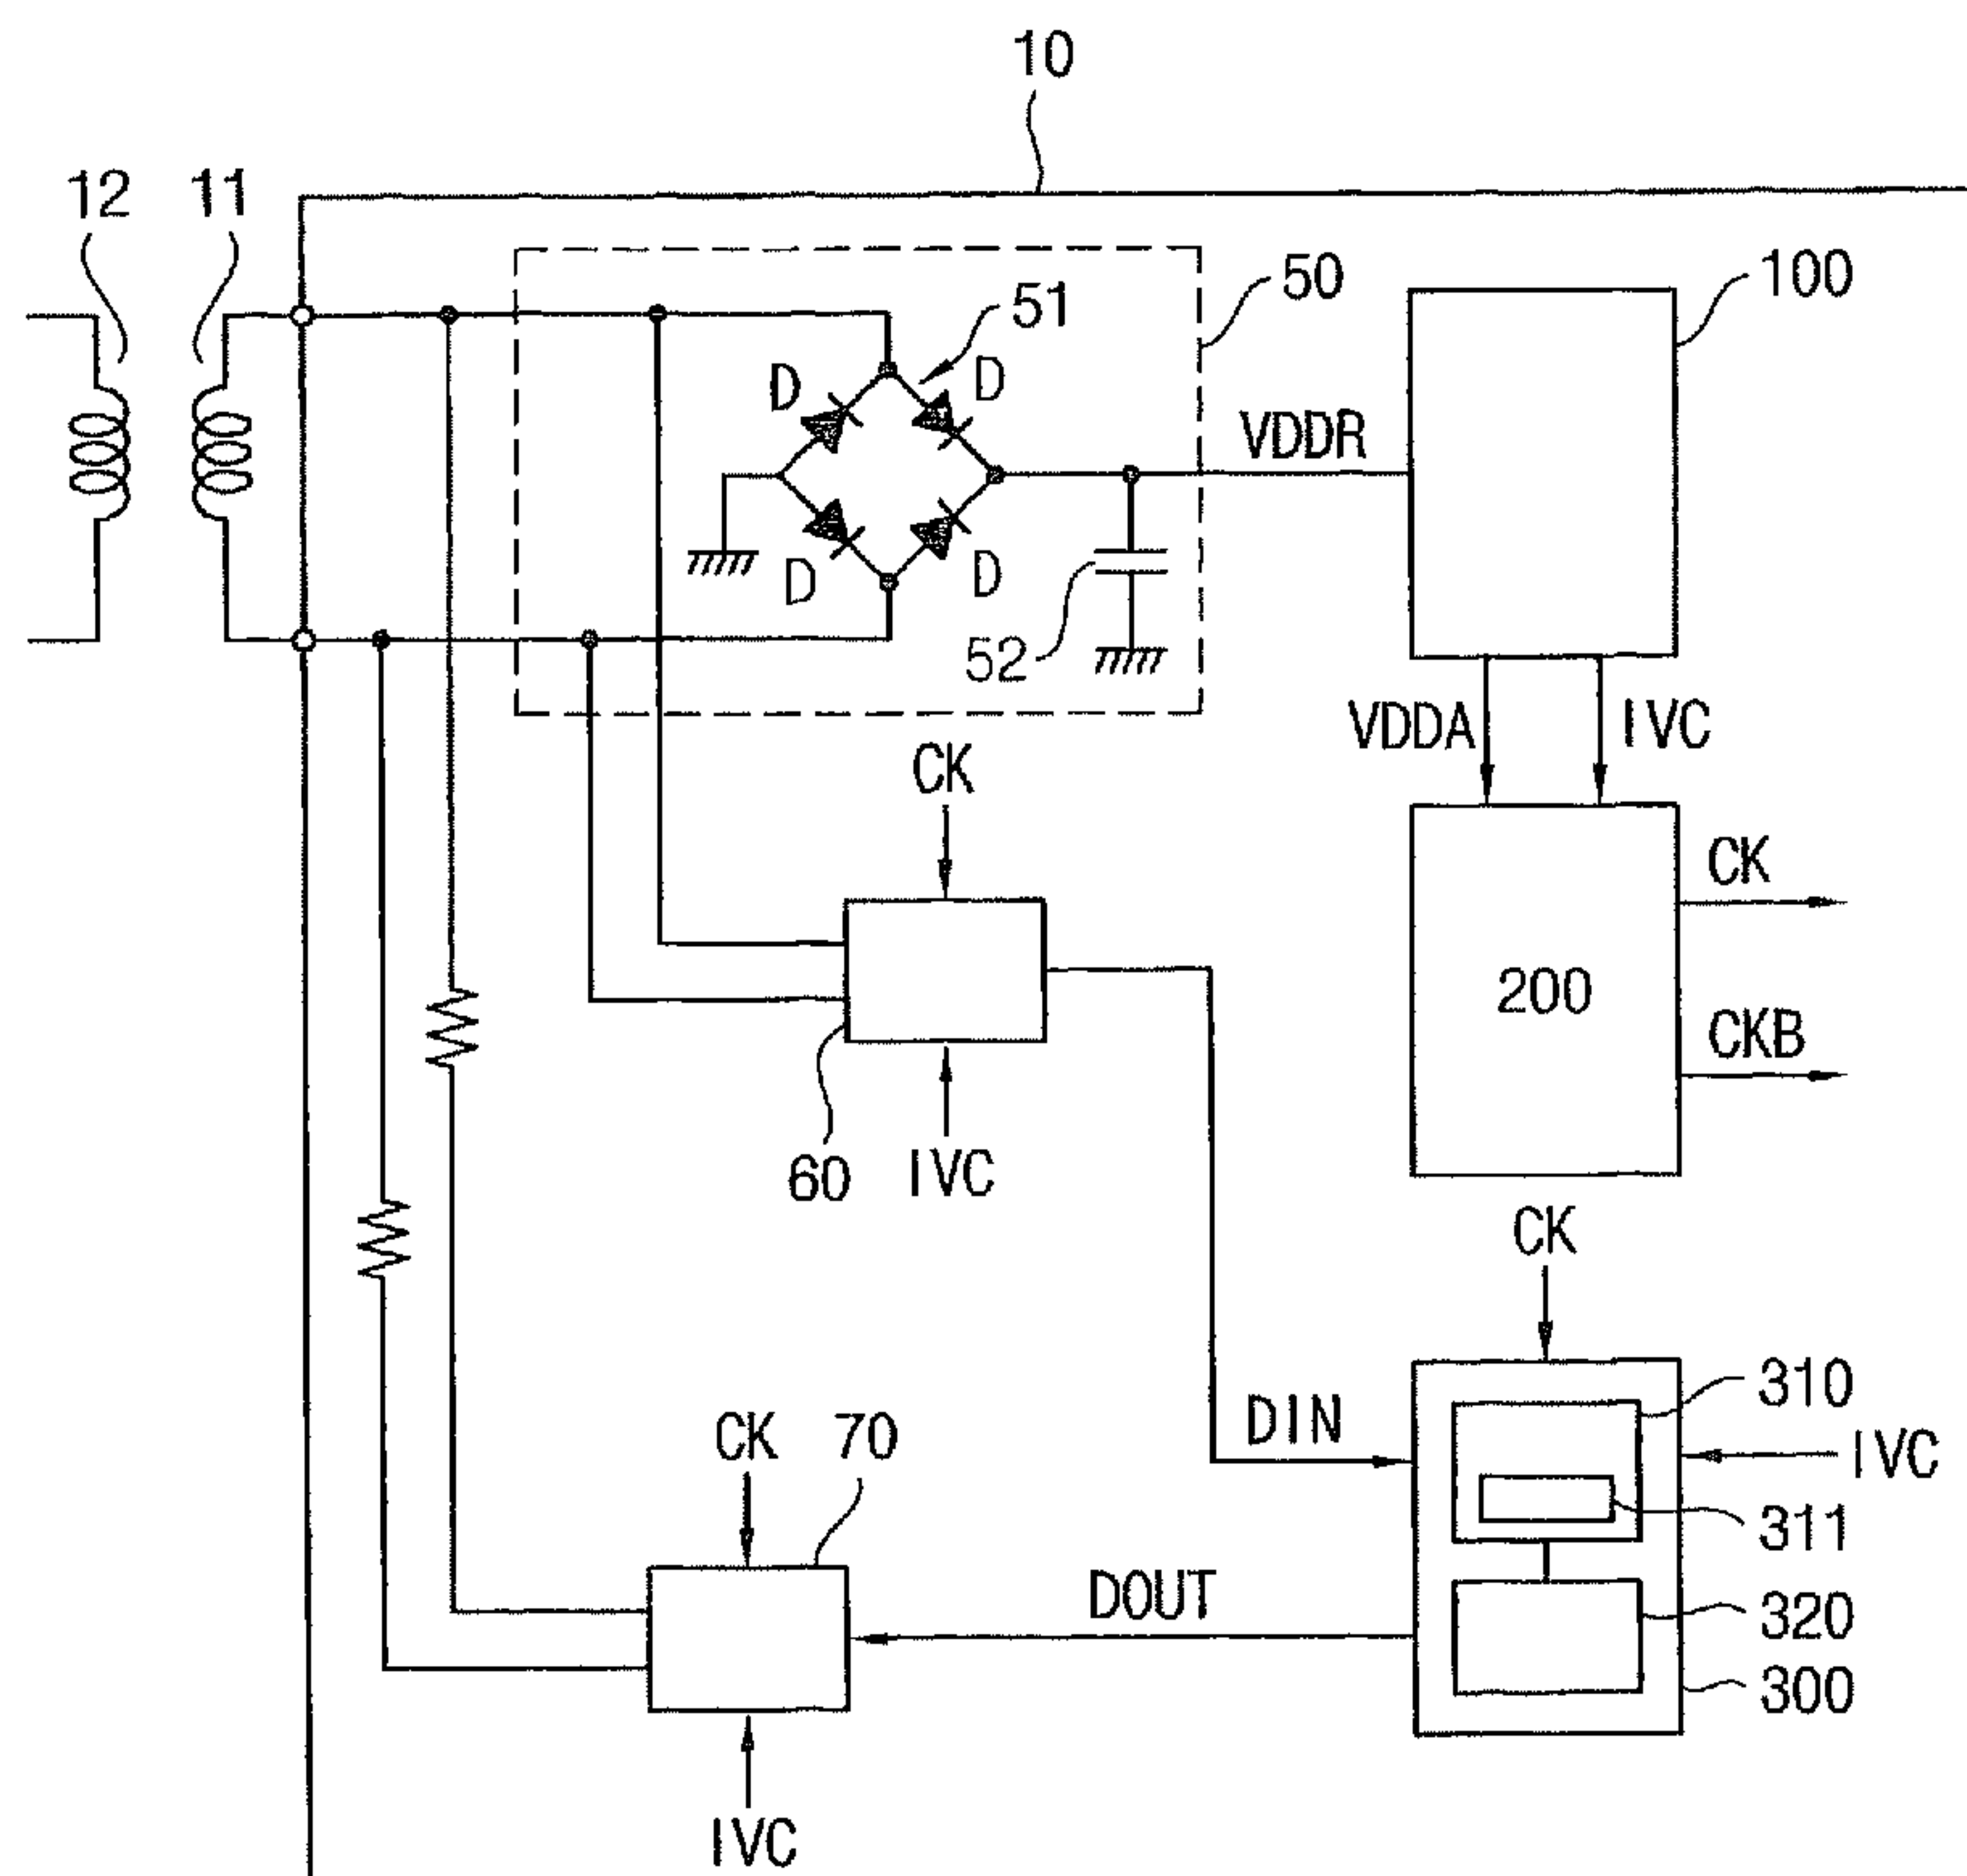 10
12 11
50
100
51
D D
VDDR
D D
52
VDDA IVC
CK
CK
200
CKB
60 IVC
CK
310
CK 70
DIN
IVC
311
DOUT
320
300
IVC